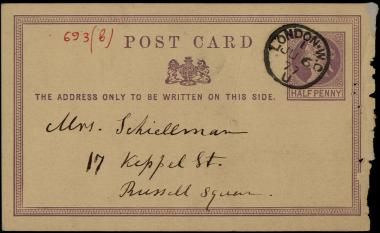 693(b)
POST CARD
LONDON·W.C
THE ADDRESS ONLY TO BE WRITTEN ON THIS SIDE.
HALFPENNY
Mrs. Schiellman
17 Keppel St.
Russell Square